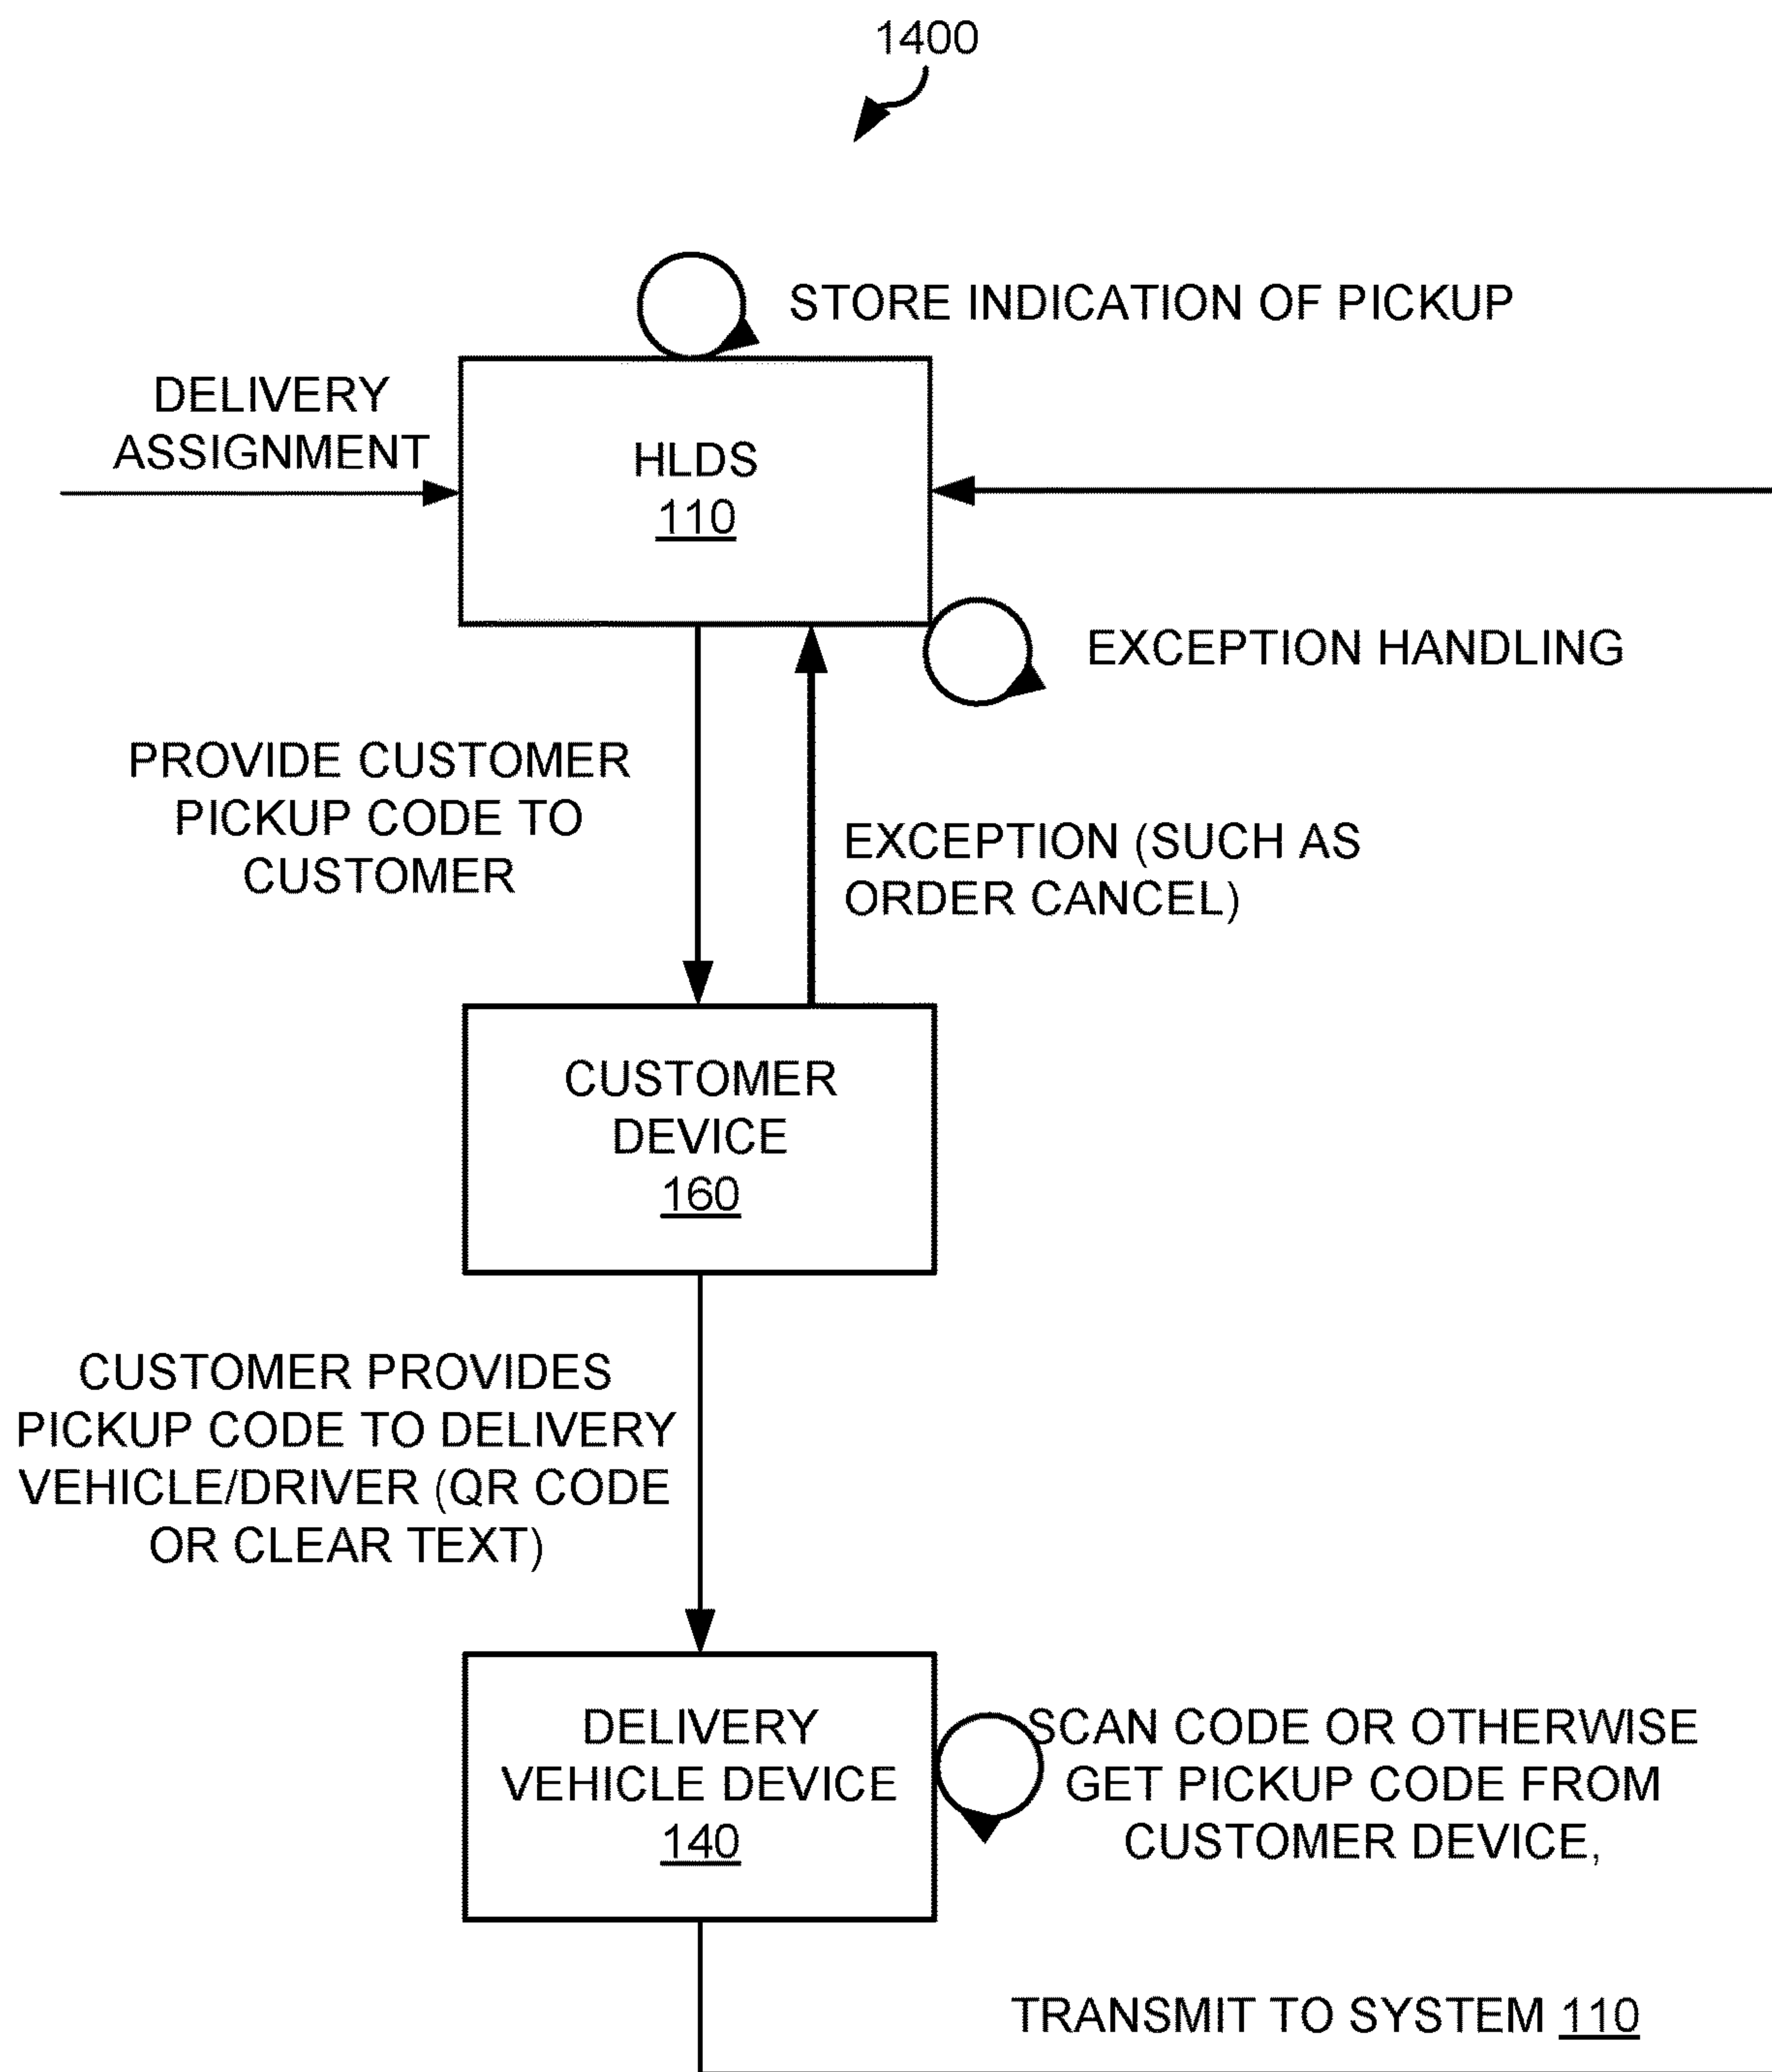 1400
STORE INDICATION OF PICKUP
DELIVERY
ASSIGNMENT
HLDS
110
EXCEPTION HANDLING
PROVIDE CUSTOMER
PICKUP CODE TO
CUSTOMER
EXCEPTION (SUCH AS
ORDER CANCEL)
CUSTOMER
DEVICE
160
CUSTOMER PROVIDES
PICKUP CODE TO DELIVERY
VEHICLE/DRIVER (QR CODE
OR CLEAR TEXT)
DELIVERY
VEHICLE DEVICE
140
SCAN CODE OR OTHERWISE
GET PICKUP CODE FROM
CUSTOMER DEVICE,
TRANSMIT TO SYSTEM 110